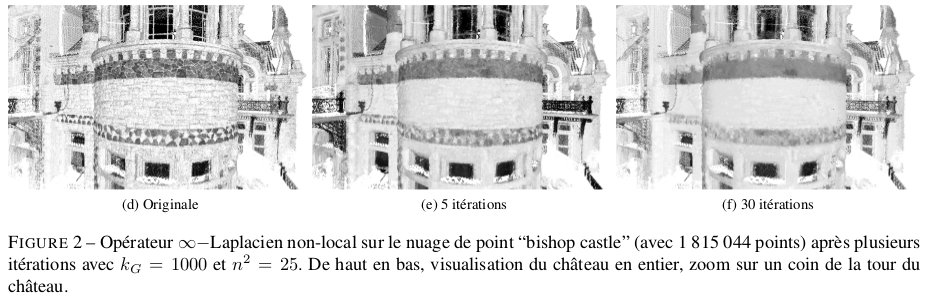 (d) Originale
(e) 5 itérations
(f) 30 itérations
FIGURE 2 – Opérateur ∞−Laplacien non-local sur le nuage de point “bishop castle” (avec 1 815 044 points) après plusieurs
itérations avec k_G = 1000 et n² = 25. De haut en bas, visualisation du château en entier, zoom sur un coin de la tour du
château.